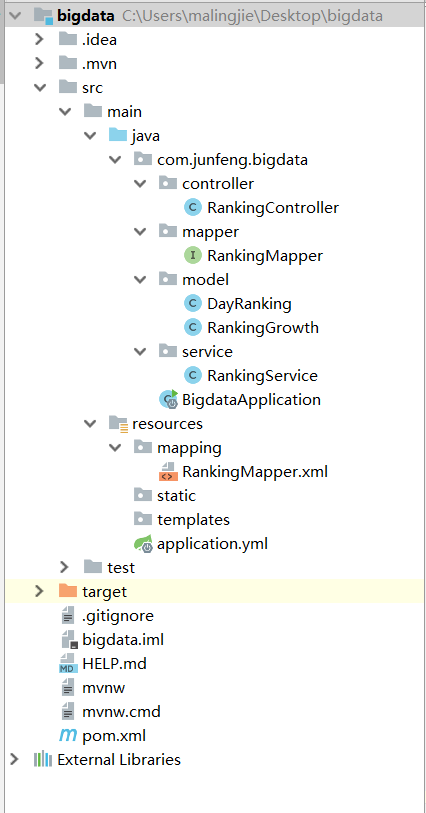 bigdata C:\Users\malingjie\Desktop\bigdata
.idea
.mvn
src
main
java
com.junfeng.bigdata
controller
C RankingController
mapper
I RankingMapper
model
C DayRanking
C RankingGrowth
service
C RankingService
C BigdataApplication
resources
mapping
<> RankingMapper.xml
static
templates
application.yml
test
target
.gitignore
bigdata.iml
MD HELP.md
mvnw
mvnw.cmd
m pom.xml
External Libraries